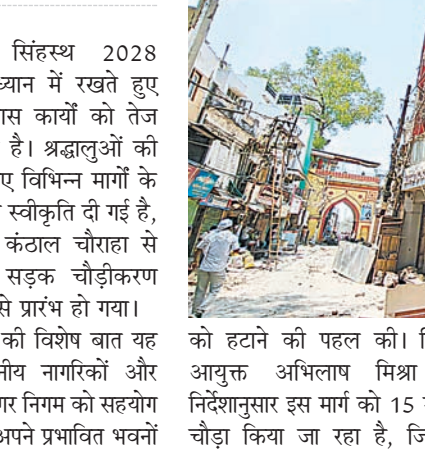 सिंहस्थ 2028
ध्यान में रखते हुए
कार्यों को तेज
है। श्रद्धालुओं की
विभिन्न मार्गों के
स्वीकृति दी गई है,
कंठाल चौराहा से
सड़क चौड़ीकरण
से प्रारंभ हो गया।
की विशेष बात यह
नागरिकों और
निगम को सहयोग
अपने प्रभावित भवनों
को हटाने की पहल की।
आयुक्त अभिलाष मिश्रा
निर्देशानुसार इस मार्ग को 15
चौड़ा किया जा रहा है,